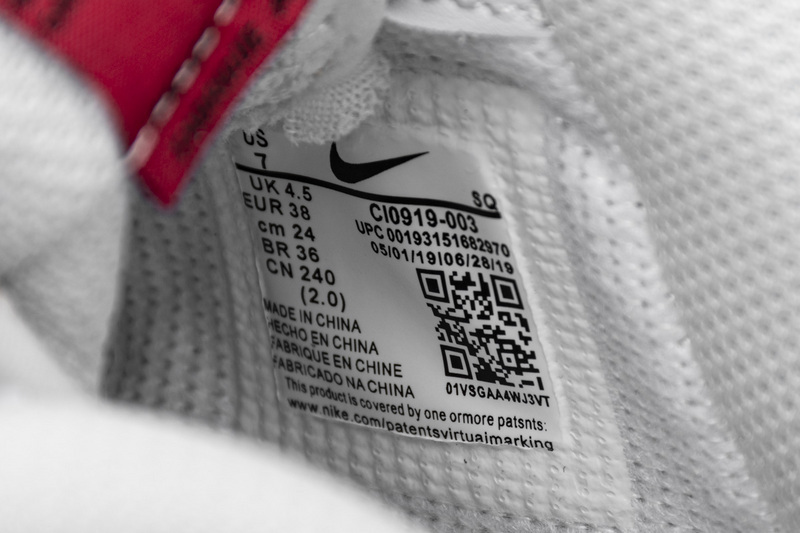 US
7
SQ
UK 4.5
EUR 38
cm 24
BR 36
CN 240
(2.0)
CI0919-003
UPC 00193151682970
05/01/19|06/28/19
MADE IN CHINA
HECHO EN CHINA
FABRIQUE EN CHINE
FABRICADO NA CHINA
01VSGAA4WJ3VT
This product is covered by one ormore patsnts:
www.nike.com/patentsvirtuaimarking